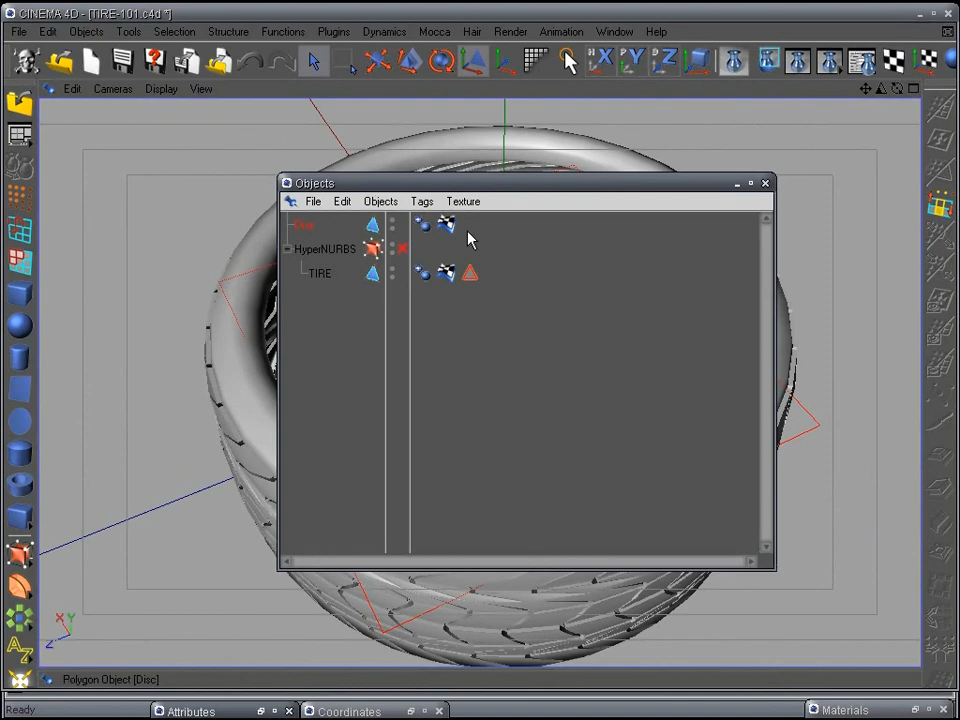 CINEMA 4D - [TIRE-101.c4d *]
File Edit Objects Tools Selection Structure Functions Plugins Dynamics Mocca Hair Render Animation Window Help
X Y Z
Edit Cameras Display View
Objects
File Edit Objects Tags Texture
Disc
HyperNURBS
TIRE
X Y
Z
Polygon Object [Disc]
Ready Attributes Coordinates Materials